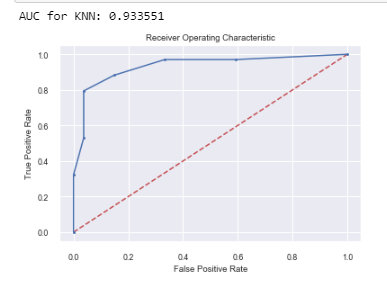 AUC for KNN: 0.933551
Receiver Operating Characteristic
1.0
0.8
0.6
0.4
0.2
0.0
True Positive Rate
0.0 0.2 0.4 0.6 0.8 1.0
False Positive Rate